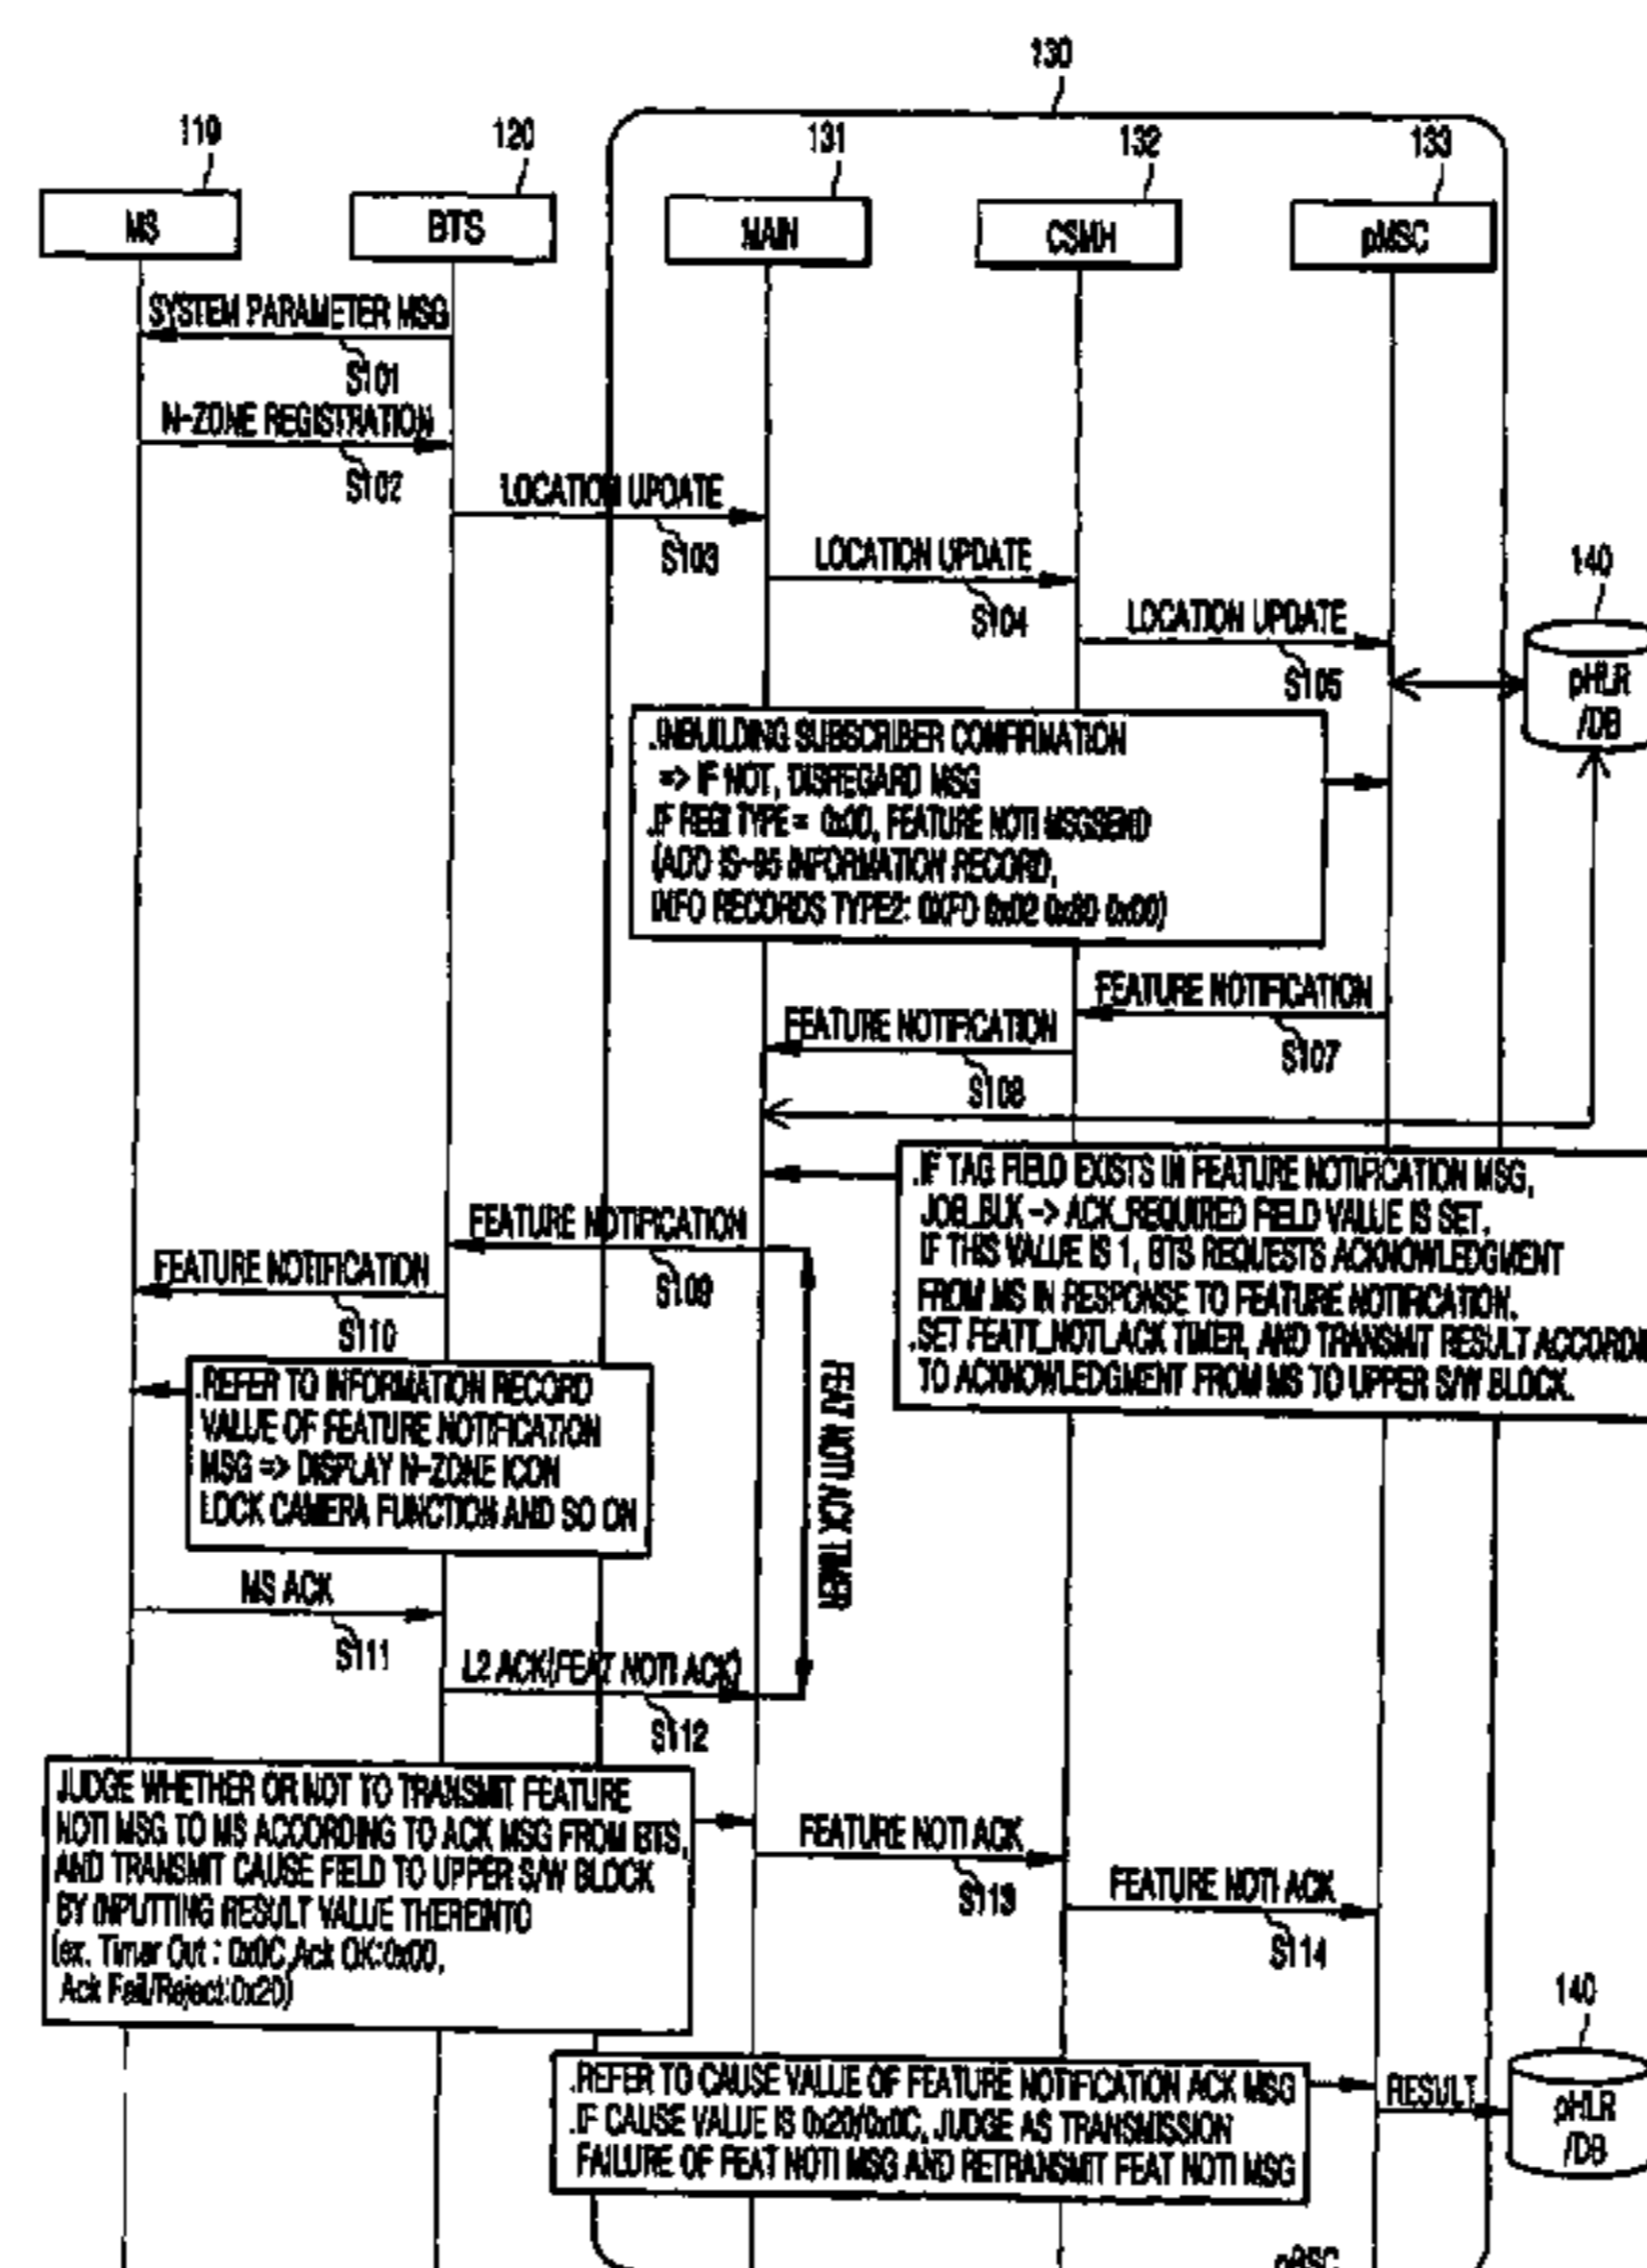 130
119
120
131
132
133
MS
BTS
MAIN
CSMH
pMSC
SYSTEM PARAMETER MSG
S101
N-ZONE REGISTRATION
S102
LOCATION UPDATE
S103
LOCATION UPDATE
S104
LOCATION UPDATE
S105
140
pHLR
/DB
.INBUILDING SUBSCRIBER CONFIRMATION
=> IF NOT, DISREGARD MSG
.IF REGI TYPE = FEATURE NOTI MSGSEND
(ADD IS-95 INFORMATION RECORD,
INFO RECORDS TYPE2: 0XFD 0x02
FEATURE NOTIFICATION
S107
FEATURE NOTIFICATION
S108
.IF TAG FIELD EXISTS IN FEATURE NOTIFICATION MSG,
JOB_BLK -> ACK_REQUIRED FIELD VALUE IS SET.
IF THIS VALUE IS 1, BTS REQUESTS ACKNOWLEDGMENT
FROM MS IN RESPONSE TO FEATURE NOTIFICATION.
.SET FEATT_NOTI_ACK TIMER, AND TRANSMIT RESULT ACCORDIN
TO ACKNOWLEDGMENT FROM MS TO UPPER S/W BLOCK.
FEATURE NOTIFICATION
S109
FEATURE NOTIFICATION
S110
.REFER TO INFORMATION RECORD
VALUE OF FEATURE NOTIFICATION
MSG => DISPLAY N-ZONE ICON
LOCK CAMERA FUNCTION AND SO ON
FEAT NOTI ACK TIMER
MS ACK
S111
L2 ACK(FEAT NOTI ACK)
S112
.JUDGE WHETHER OR NOT TO TRANSMIT FEATURE
NOTI MSG TO MS ACCORDING TO ACK MSG FROM BTS,
AND TRANSMIT CAUSE FIELD TO UPPER S/W BLOCK
BY INPUTTING RESULT VALUE THEREINTO
(ex. Timer Out : 0x0C,Ack OK:0x00,
Ack Fail/Reject:0x20)
FEATURE NOTI ACK
S113
FEATURE NOTI ACK
S114
140
pHLR
/DB
.REFER TO CAUSE VALUE OF FEATURE NOTIFICATION ACK MSG
.IF CAUSE VALUE IS 0x20/0x0C, JUDGE AS TRANSMISSION
FAILURE OF FEAT NOTI MSG AND RETRANSMIT FEAT NOTI MSG
RESULT
pBSC